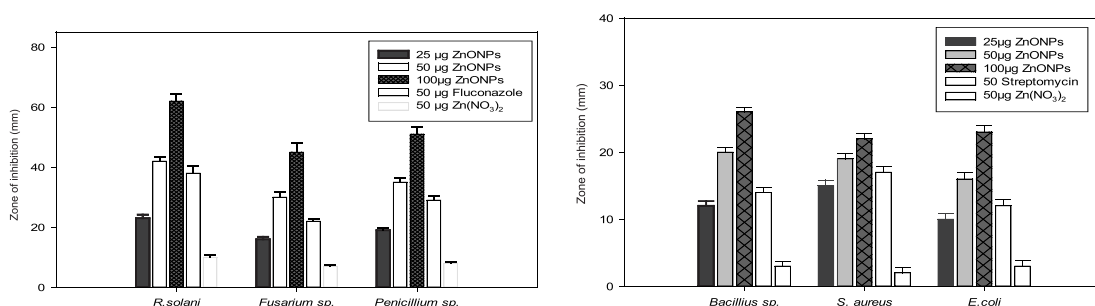 Zone of inhibition (mm)
80
60
40
20
0
25 µg ZnONPs
50 µg ZnONPs
100µg ZnONPs
50 µg Fluconazole
50 µg Zn(NO₃)₂
R.solani
Fusarium sp.
Penicillium sp.
Zone of inhibition (mm)
40
30
20
10
0
25µg ZnONPs
50µg ZnONPs
100µg ZnONPs
50 Streptomycin
50µg Zn(NO₃)₂
Bacillius sp.
S. aureus
E.coli